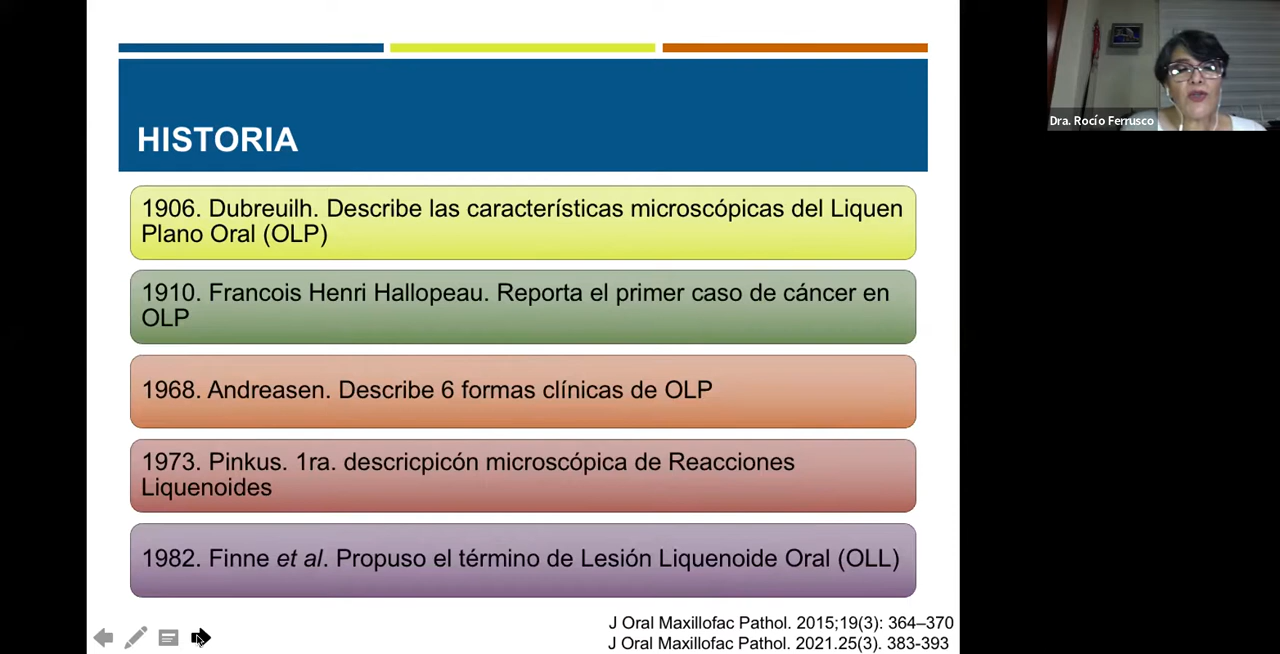 HISTORIA
1906. Dubreuilh. Describe las características microscópicas del Liquen
Plano Oral (OLP)
1910. Francois Henri Hallopeau. Reporta el primer caso de cáncer en
OLP
1968. Andreasen. Describe 6 formas clínicas de OLP
1973. Pinkus. 1ra. descricpicón microscópica de Reacciones
Liquenoides
1982. Finne et al. Propuso el término de Lesión Liquenoide Oral (OLL)
J Oral Maxillofac Pathol. 2015;19(3): 364–370
J Oral Maxillofac Pathol. 2021.25(3). 383-393
Dra. Rocío Ferrusco